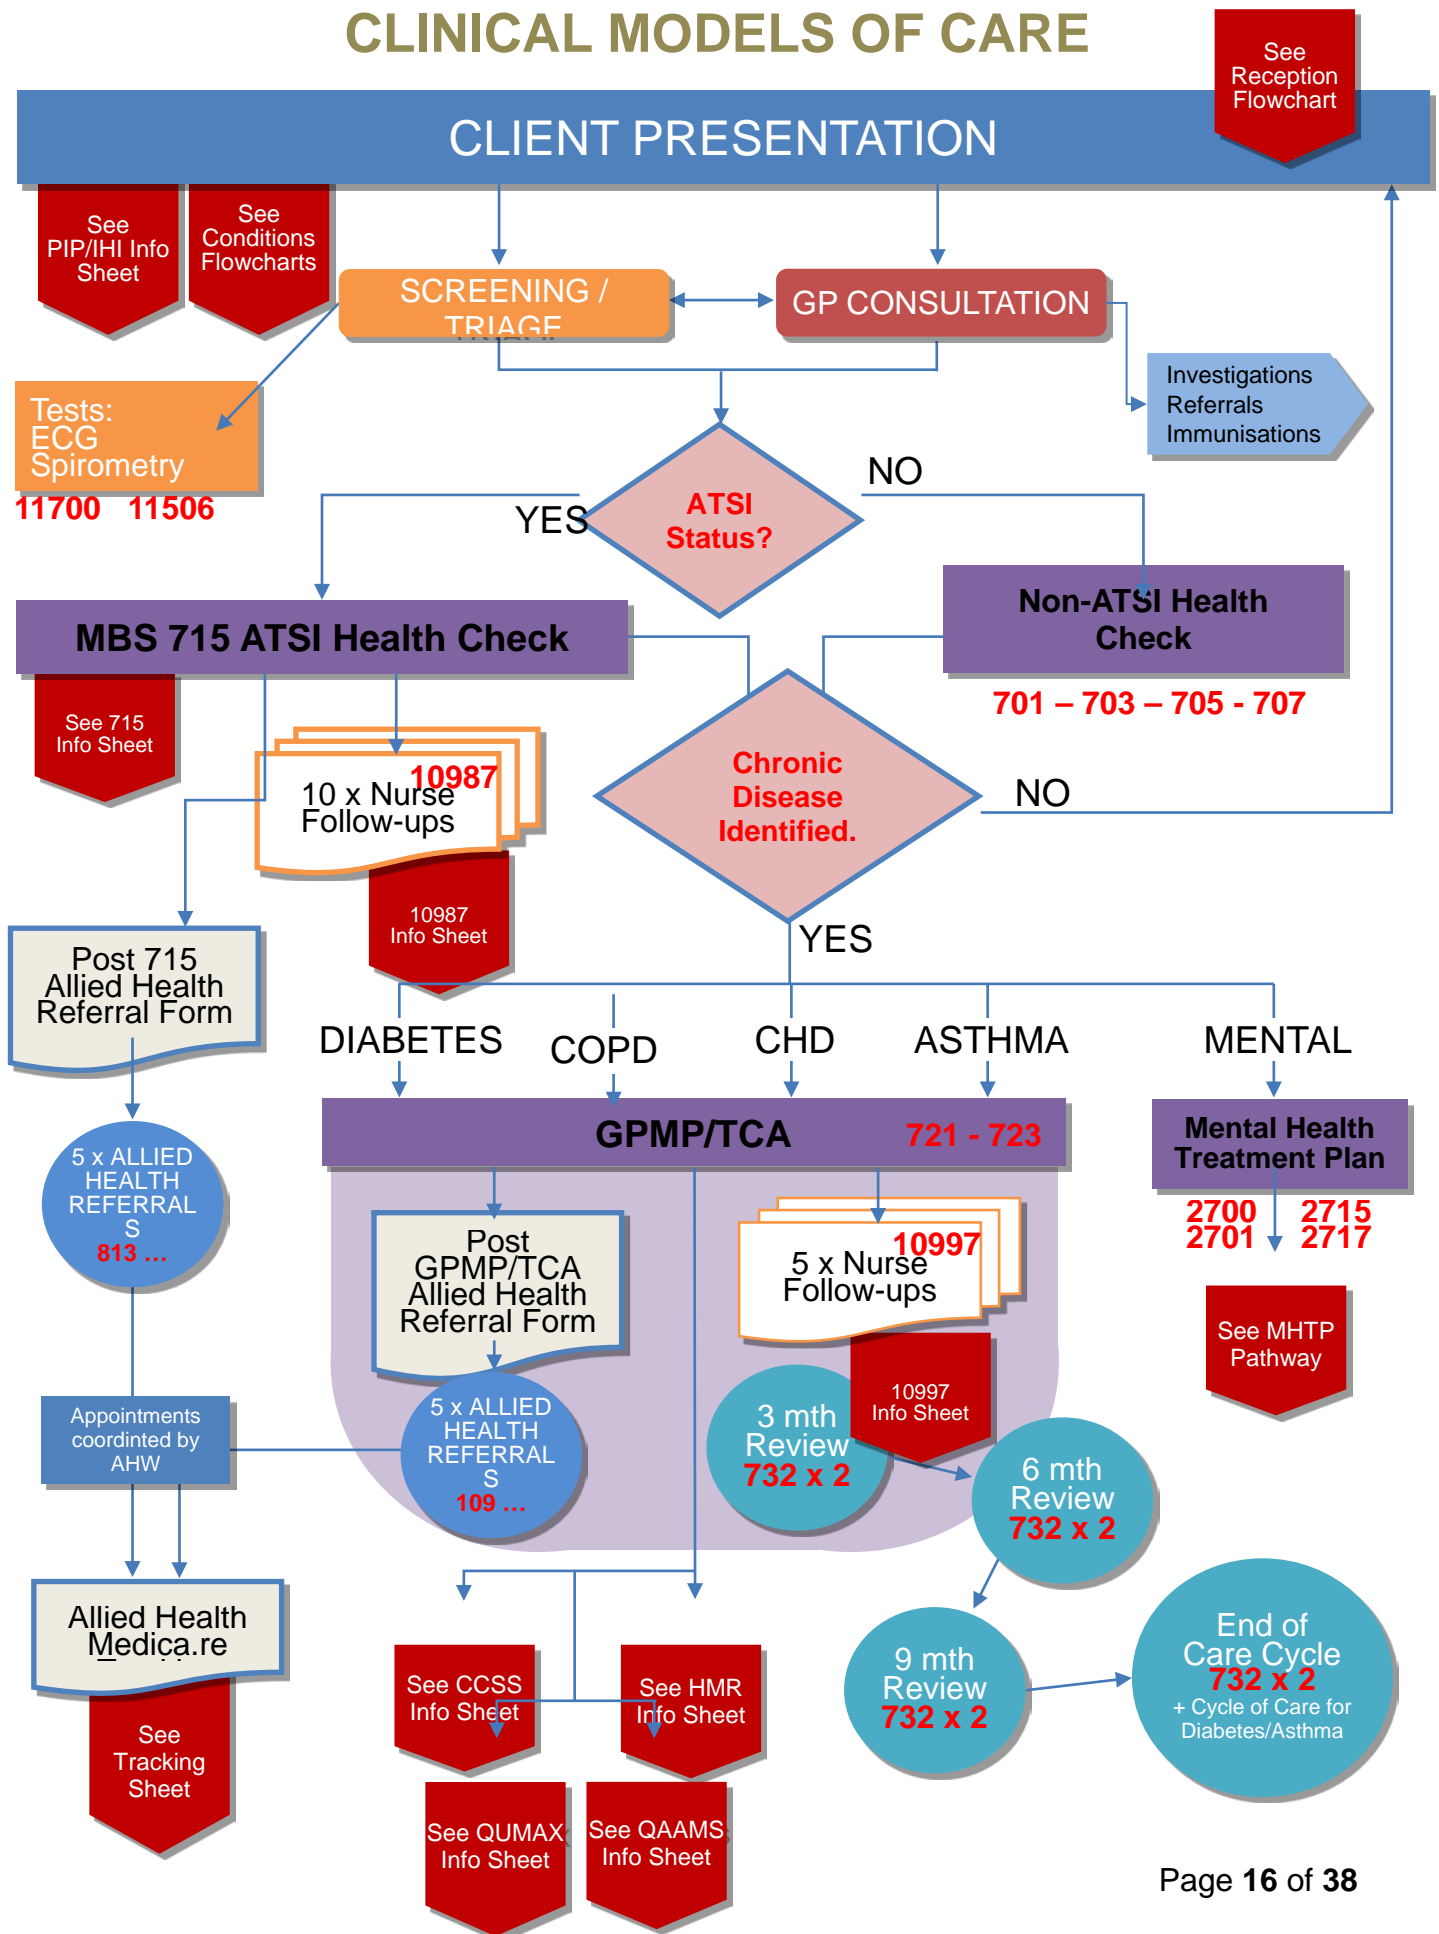 CLINICAL MODELS OF CARE
See
Reception
Flowchart
CLIENT PRESENTATION
See
PIP/IHI Info
Sheet
See
Conditions
Flowcharts
SCREENING /
TRIAGE
GP CONSULTATION
Investigations
Referrals
Immunisations
Tests:
ECG
Spirometry
11700 11506
ATSI
Status?
YES
NO
MBS 715 ATSI Health Check
Non-ATSI Health
Check
701 – 703 – 705 - 707
See 715
Info Sheet
10987
10 x Nurse
Follow-ups
10987
Info Sheet
Chronic
Disease
Identified.
NO
YES
Post 715
Allied Health
Referral Form
DIABETES
COPD
CHD
ASTHMA
MENTAL
GPMP/TCA 721 - 723
Mental Health
Treatment Plan
2700 2715
2701 2717
See MHTP
Pathway
5 x ALLIED
HEALTH
REFERRAL
S
813 …
Post
GPMP/TCA
Allied Health
Referral Form
10997
5 x Nurse
Follow-ups
10997
Info Sheet
5 x ALLIED
HEALTH
REFERRAL
S
109 …
3 mth
Review
732 x 2
6 mth
Review
732 x 2
Appointments
coordinted by
AHW
Allied Health
Medica.re
See
Tracking
Sheet
See CCSS
Info Sheet
See HMR
Info Sheet
See QUMAX
Info Sheet
See QAAMS
Info Sheet
9 mth
Review
732 x 2
End of
Care Cycle
732 x 2
+ Cycle of Care for
Diabetes/Asthma
Page 16 of 38